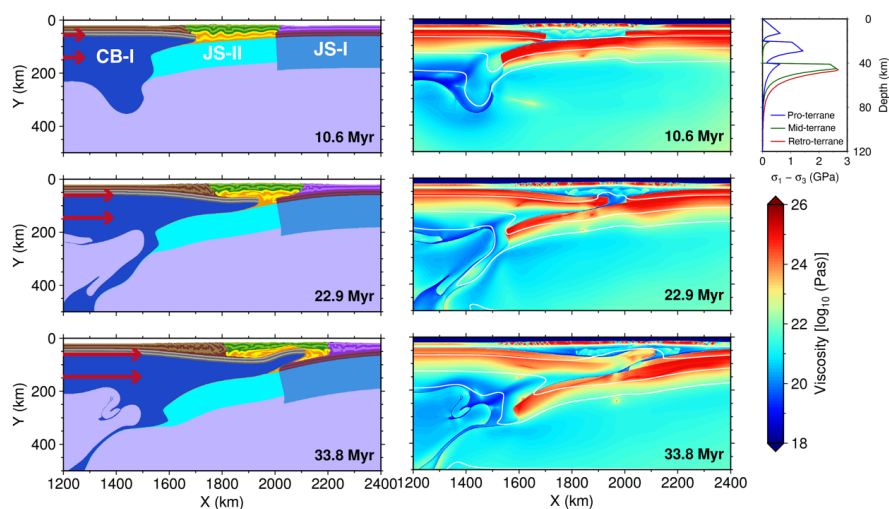 0
200
400
Y (km)
CB-I
JS-II
JS-I
10.6 Myr
10.6 Myr
0
40
80
120
Depth (km)
Pro-terrane
Mid-terrane
Retro-terrane
0 1 2 3
σ₁ − σ₃ (GPa)
0
200
400
Y (km)
22.9 Myr
22.9 Myr
0
200
400
Y (km)
33.8 Myr
33.8 Myr
1200 1400 1600 1800 2000 2200 2400
X (km)
1200 1400 1600 1800 2000 2200 2400
X (km)
26
24
22
20
18
Viscosity [log₁₀ (Pas)]